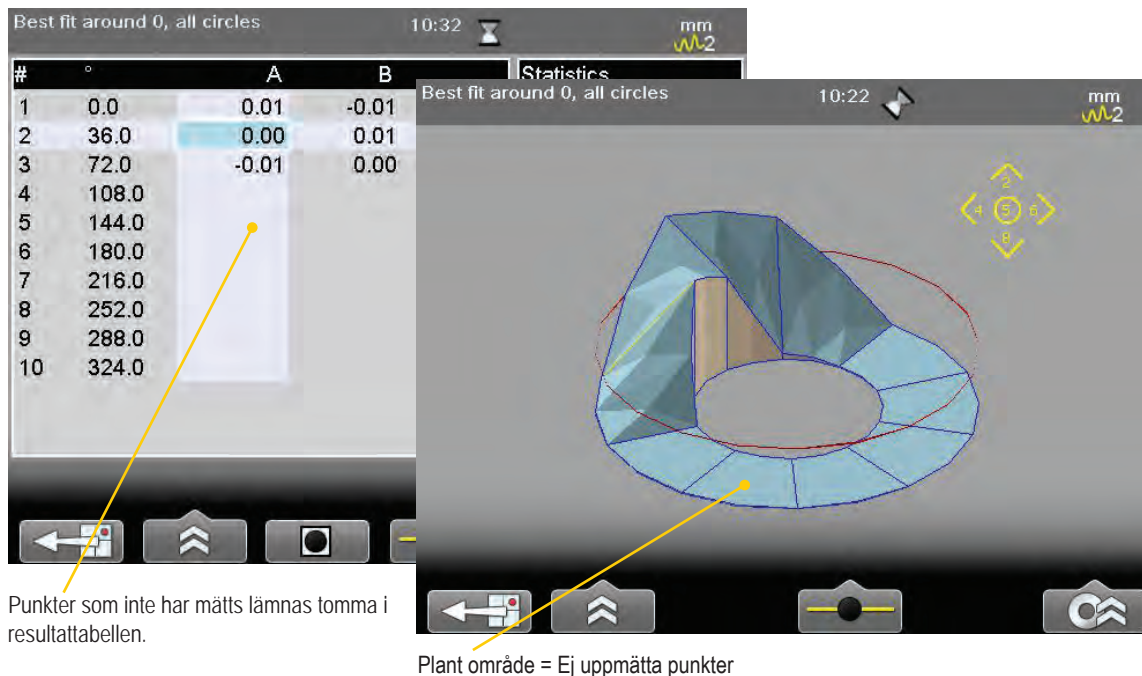 Best fit around 0, all circles 10:32 mm
2
# ° A B Statistics
1 0.0 0.01 -0.01
2 36.0 0.00 0.01
3 72.0 -0.01 0.00
4 108.0
5 144.0
6 180.0
7 216.0
8 252.0
9 288.0
10 324.0
Best fit around 0, all circles 10:22 mm
2
2
4 5 6
8
Punkter som inte har mätts lämnas tomma i
resultattabellen.
Plant område = Ej uppmätta punkter